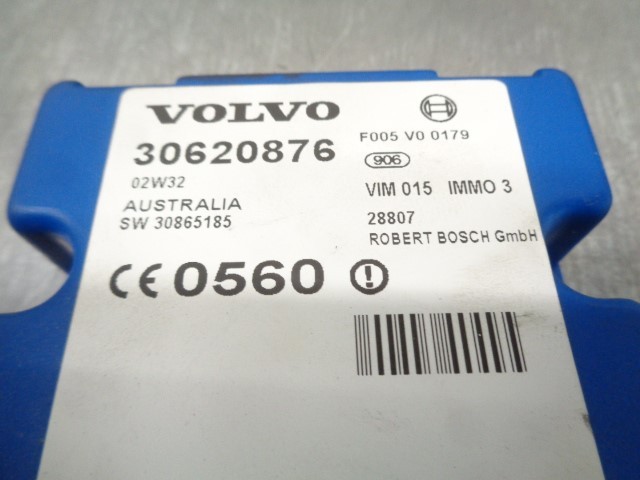 VOLVO
30620876
02W32
AUSTRALIA
SW 30865185
CE 0560
F005 V0 0179
906
VIM 015 IMMO 3
28807
ROBERT BOSCH GmbH